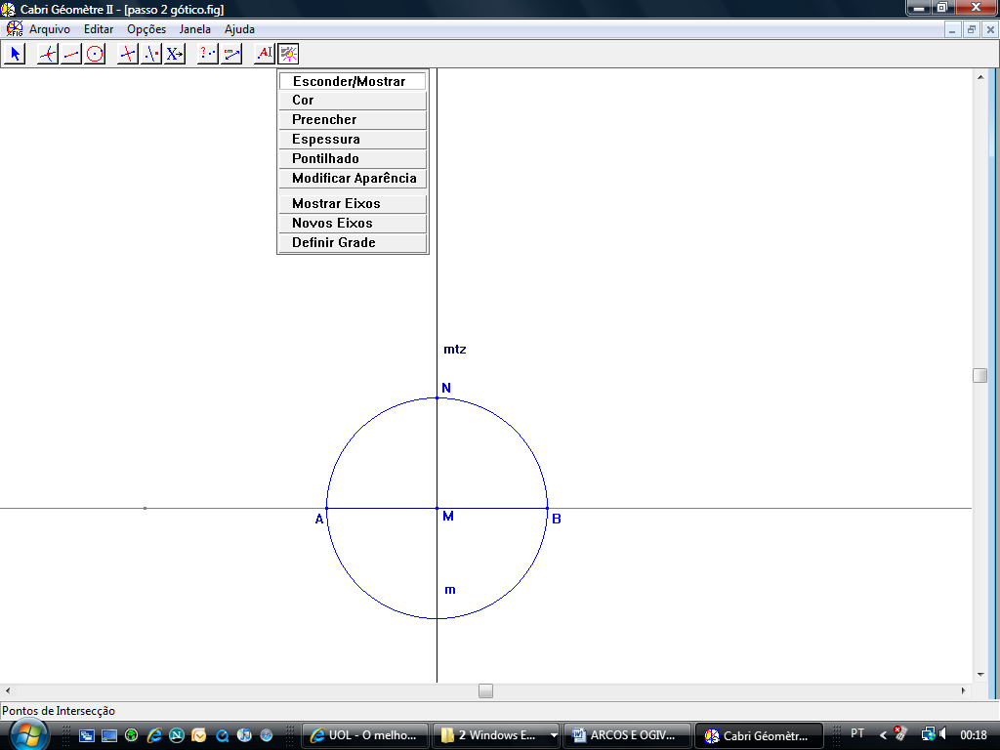 Cabri Géomètre II - [passo 2 gótico.fig]
Arquivo Editar Opções Janela Ajuda
Esconder/Mostrar
Cor
Preencher
Espessura
Pontilhado
Modificar Aparência
Mostrar Eixos
Novos Eixos
Definir Grade
mtz
N
A
M
B
m
Pontos de Intersecção
UOL - O melho...
2 Windows E...
ARCOS E OGIV...
Cabri Géomètr...
PT
00:18